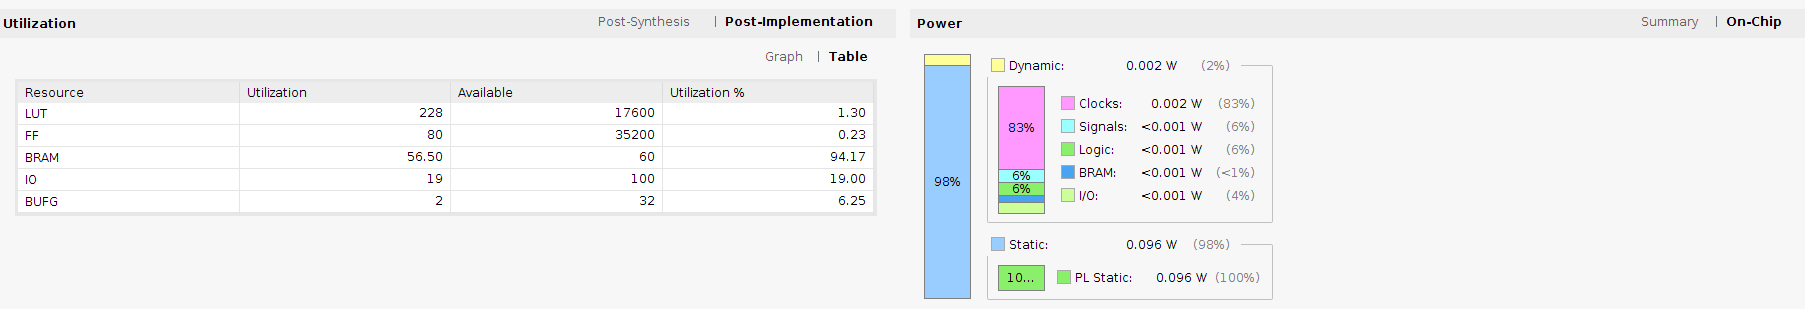 Utilization Post-Synthesis | Post-Implementation
Graph | Table
Resource Utilization Available Utilization %
LUT 228 17600 1.30
FF 80 35200 0.23
BRAM 56.50 60 94.17
IO 19 100 19.00
BUFG 2 32 6.25
Power Summary | On-Chip
98%
Dynamic: 0.002 W (2%)
83%
6%
6%
Clocks: 0.002 W (83%)
Signals: <0.001 W (6%)
Logic: <0.001 W (6%)
BRAM: <0.001 W (<1%)
I/O: <0.001 W (4%)
Static: 0.096 W (98%)
10... PL Static: 0.096 W (100%)